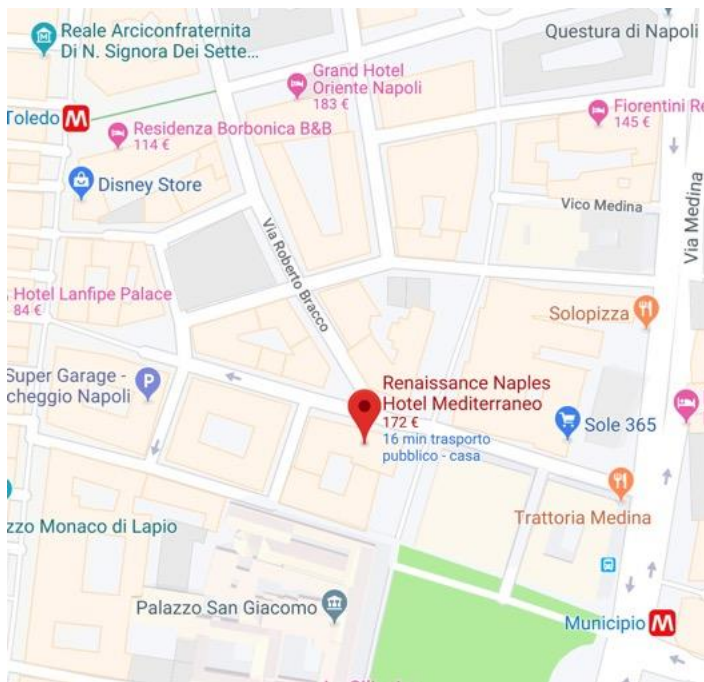 Reale Arciconfraternita
Di N. Signora Dei Sette...
Questura di Napoli
Grand Hotel
Oriente Napoli
183 €
Toledo M
Residenza Borbonica B&B
114 €
Fiorentini Re
145 €
Disney Store
Vico Medina
Via Medina
Via Roberto Bracco
Hotel Lanfipe Palace
84 €
Solopizza
Super Garage -
cheggio Napoli
P
Renaissance Naples
Hotel Mediterraneo
172 €
16 min trasporto
pubblico - casa
Sole 365
Trattoria Medina
zzo Monaco di Lapio
Palazzo San Giacomo
Municipio M